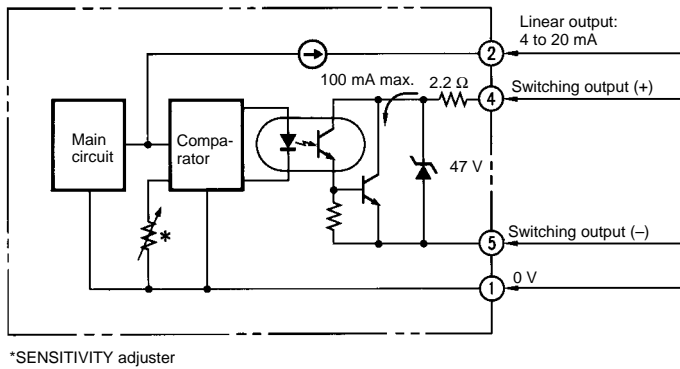 Linear output:
4 to 20 mA
2
100 mA max.
2.2 Ω
4
Switching output (+)
Main
circuit
Compa-
rator
47 V
*
5
Switching output (–)
1
0 V
*SENSITIVITY adjuster